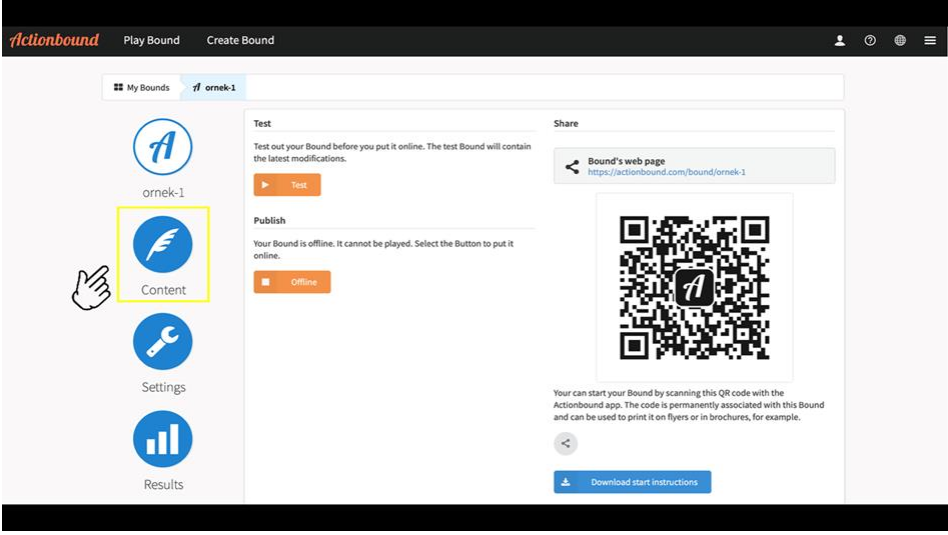 Actionbound Play Bound Create Bound
My Bounds ornek-1
ornek-1
Content
Settings
Results
Test
Test out your Bound before you put it online. The test Bound will contain
the latest modifications.
Test
Publish
Your Bound is offline. It cannot be played. Select the Button to put it
online.
Offline
Share
Bound's web page
https://actionbound.com/bound/ornek-1
Your can start your Bound by scanning this QR code with the
Actionbound app. The code is permanently associated with this Bound
and can be used to print it on flyers or in brochures, for example.
Download start instructions